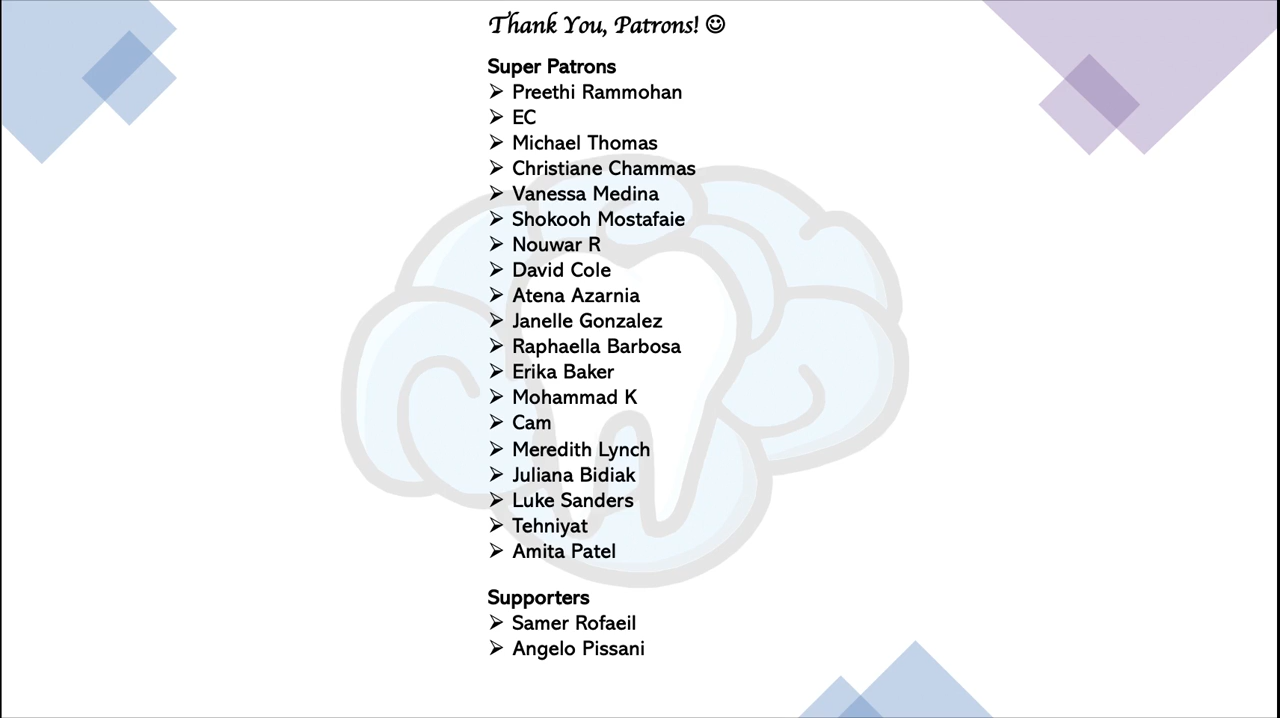 Thank You, Patrons! ☺
Super Patrons
➢ Preethi Rammohan
➢ EC
➢ Michael Thomas
➢ Christiane Chammas
➢ Vanessa Medina
➢ Shokooh Mostafaie
➢ Nouwar R
➢ David Cole
➢ Atena Azarnia
➢ Janelle Gonzalez
➢ Raphaella Barbosa
➢ Erika Baker
➢ Mohammad K
➢ Cam
➢ Meredith Lynch
➢ Juliana Bidiak
➢ Luke Sanders
➢ Tehniyat
➢ Amita Patel
Supporters
➢ Samer Rofaeil
➢ Angelo Pissani